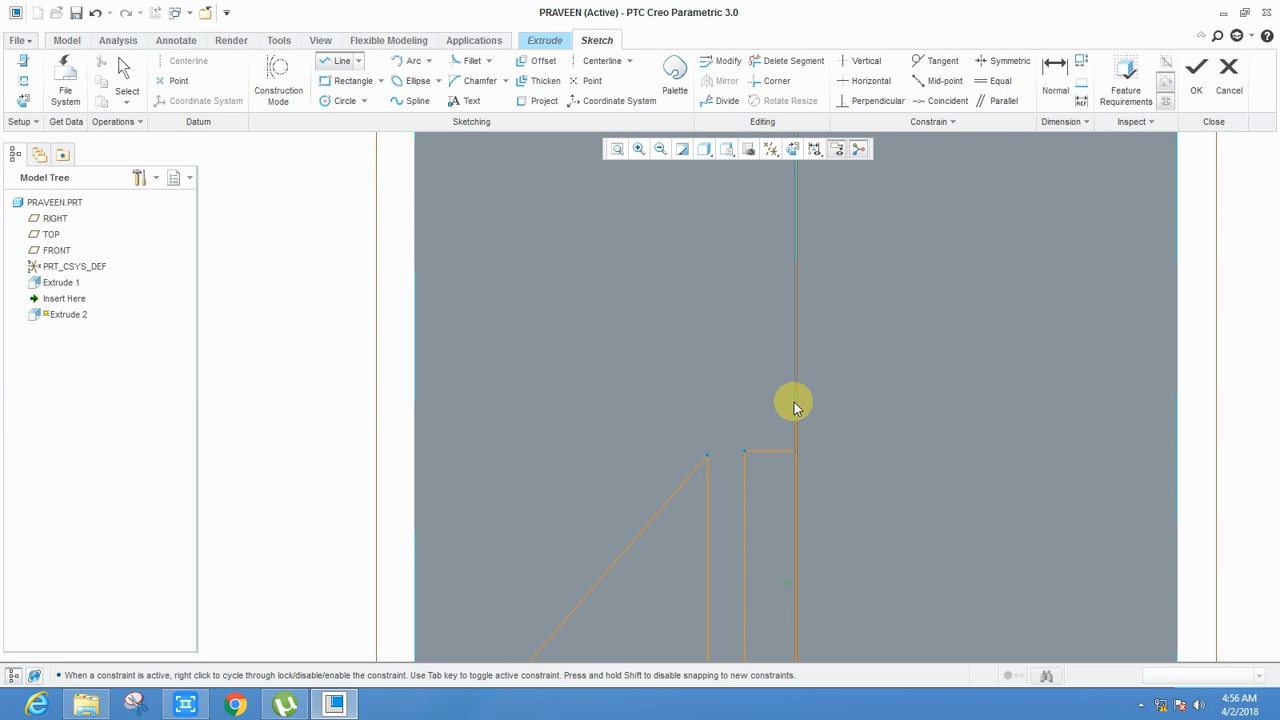 PRAVEEN (Active) - PTC Creo Parametric 3.0
File Model Analysis Annotate Render Tools View Flexible Modeling Applications Extrude Sketch
Centerline Line Arc Fillet Offset Centerline Modify Delete Segment Vertical Tangent Symmetric
Point Rectangle Ellipse Chamfer Thicken Point Mirror Corner Horizontal Mid-point Equal
File System Select Coordinate System Construction Mode Circle Spline Text Project Coordinate System Palette Divide Rotate Resize Perpendicular Coincident Parallel Normal Feature Requirements OK Cancel
Setup Get Data Operations Datum Sketching Editing Constrain Dimension Inspect Close
Model Tree
PRAVEEN.PRT
RIGHT
TOP
FRONT
PRT_CSYS_DEF
Extrude 1
Insert Here
Extrude 2
V
• When a constraint is active, right click to cycle through lock/disable/enable the constraint. Use Tab key to toggle active constraint. Press and hold Shift to disable snapping to new constraints.
4:56 AM
4/2/2018